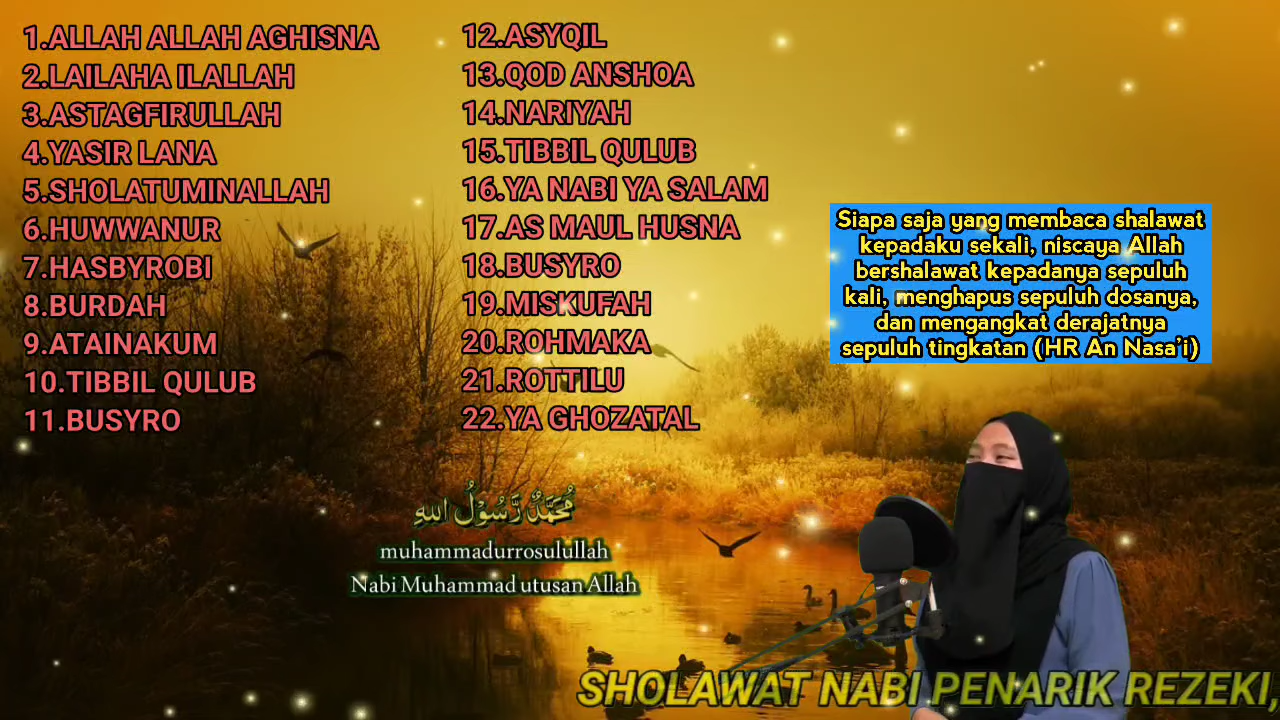 1.ALLAH ALLAH AGHISNA
2.LAILAHA ILALLAH
3.ASTAGFIRULLAH
4.YASIR LANA
5.SHOLATUMINALLAH
6.HUWWANUR
7.HASBYROBI
8.BURDAH
9.ATAINAKUM
10.TIBBIL QULUB
11.BUSYRO
12.ASYQIL
13.QOD ANSHOA
14.NARIYAH
15.TIBBIL QULUB
16.YA NABI YA SALAM
17.AS MAUL HUSNA
18.BUSYRO
19.MISKUFAH
20.ROHMAKA
21.ROTTILU
22.YA GHOZATAL
Siapa saja yang membaca shalawat
kepadaku sekali, niscaya Allah
bershalawat kepadanya sepuluh
kali, menghapus sepuluh dosanya,
dan mengangkat derajatnya
sepuluh tingkatan (HR An Nasa'i)
مُحَمَّدٌ رَّسُوْلُ اللهِ
muhammadurrosulullah
Nabi Muhammad utusan Allah
SHOLAWAT NABI PENARIK REZEKI,